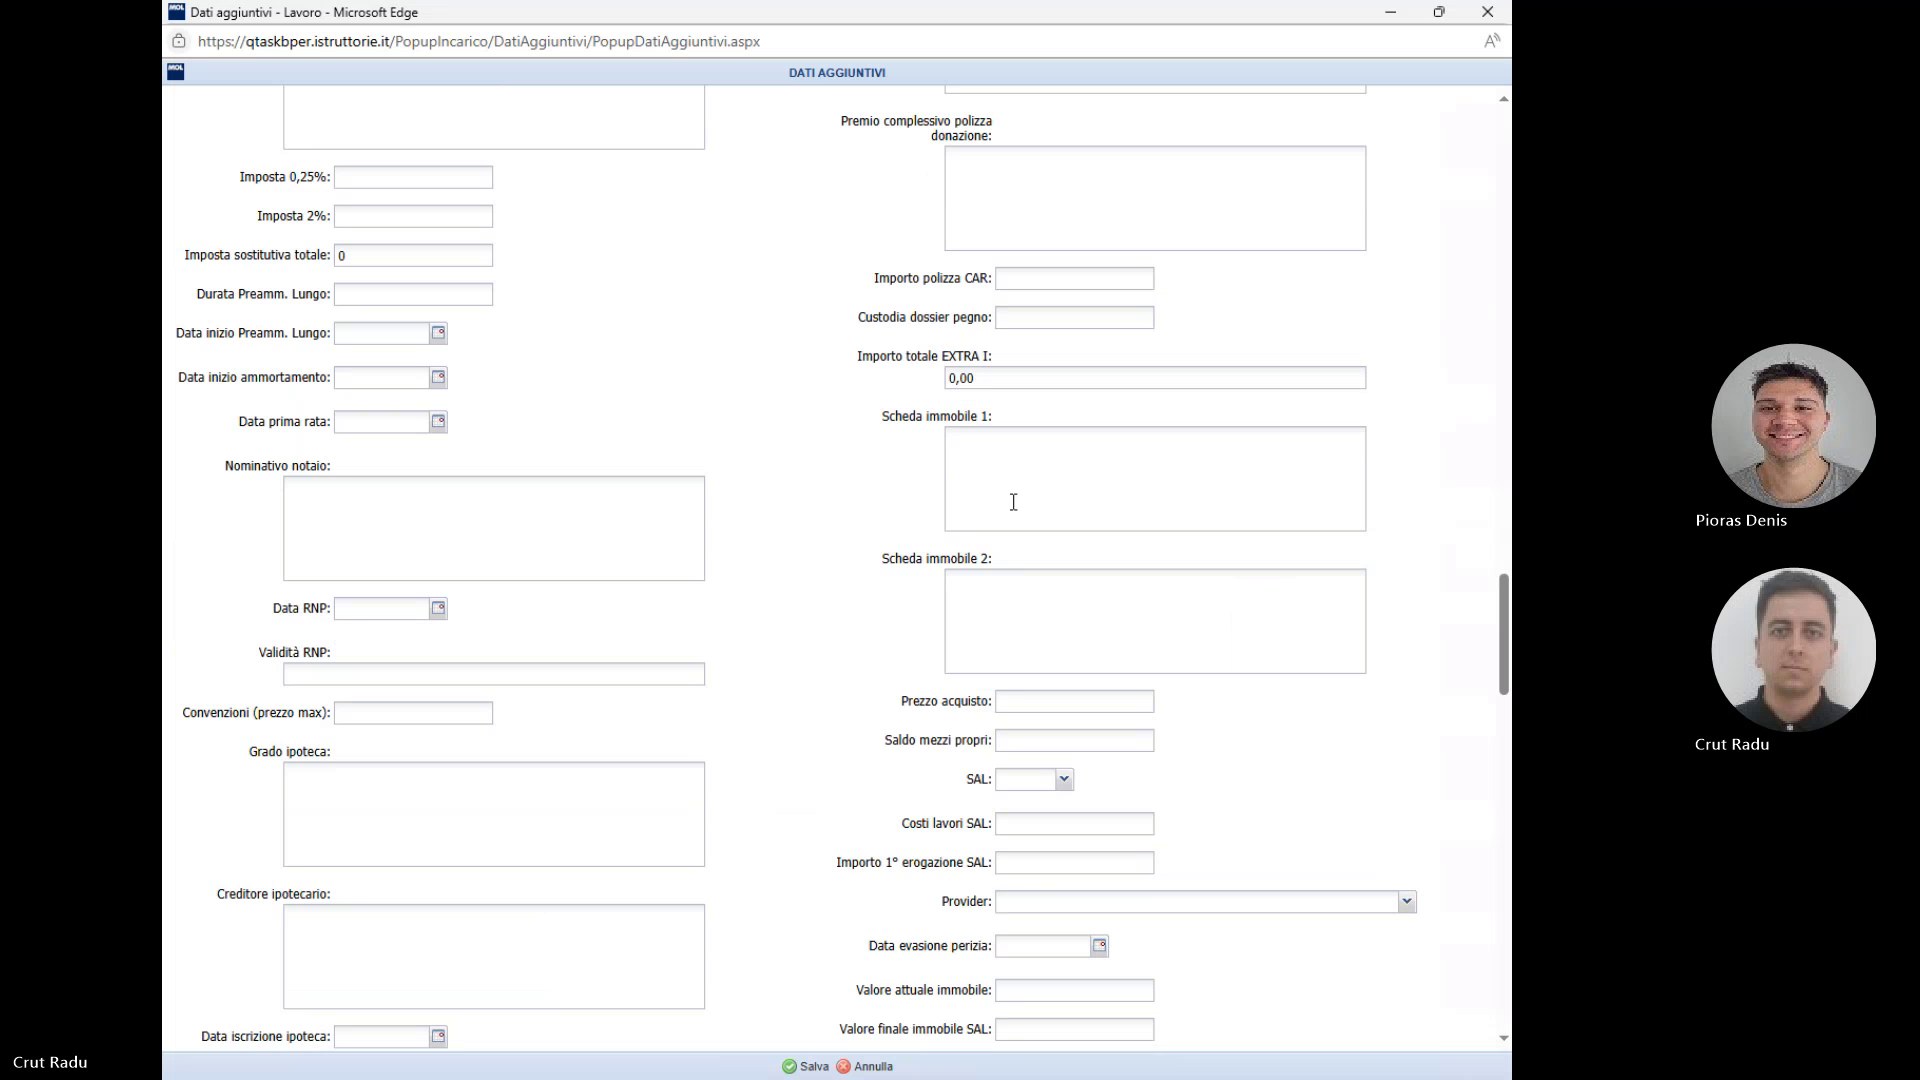 MOL Dati aggiuntivi - Lavoro - Microsoft Edge
https://qtaskbper.istruttorie.it/PopupIncarico/DatiAggiuntivi/PopupDatiAggiuntivi.aspx
MOL DATI AGGIUNTIVI
Imposta 0,25%:
Imposta 2%:
Imposta sostitutiva totale: 0
Durata Preamm. Lungo:
Data inizio Preamm. Lungo:
Data inizio ammortamento:
Data prima rata:
Nominativo notaio:
Data RNP:
Validità RNP:
Convenzioni (prezzo max):
Grado ipoteca:
Creditore ipotecario:
Data iscrizione ipoteca:
Premio complessivo polizza
donazione:
Importo polizza CAR:
Custodia dossier pegno:
Importo totale EXTRA I:
0,00
Scheda immobile 1:
Scheda immobile 2:
Prezzo acquisto:
Saldo mezzi propri:
SAL:
Costi lavori SAL:
Importo 1° erogazione SAL:
Provider:
Data evasione perizia:
Valore attuale immobile:
Valore finale immobile SAL:
Salva Annulla
Pioras Denis
Crut Radu
Crut Radu